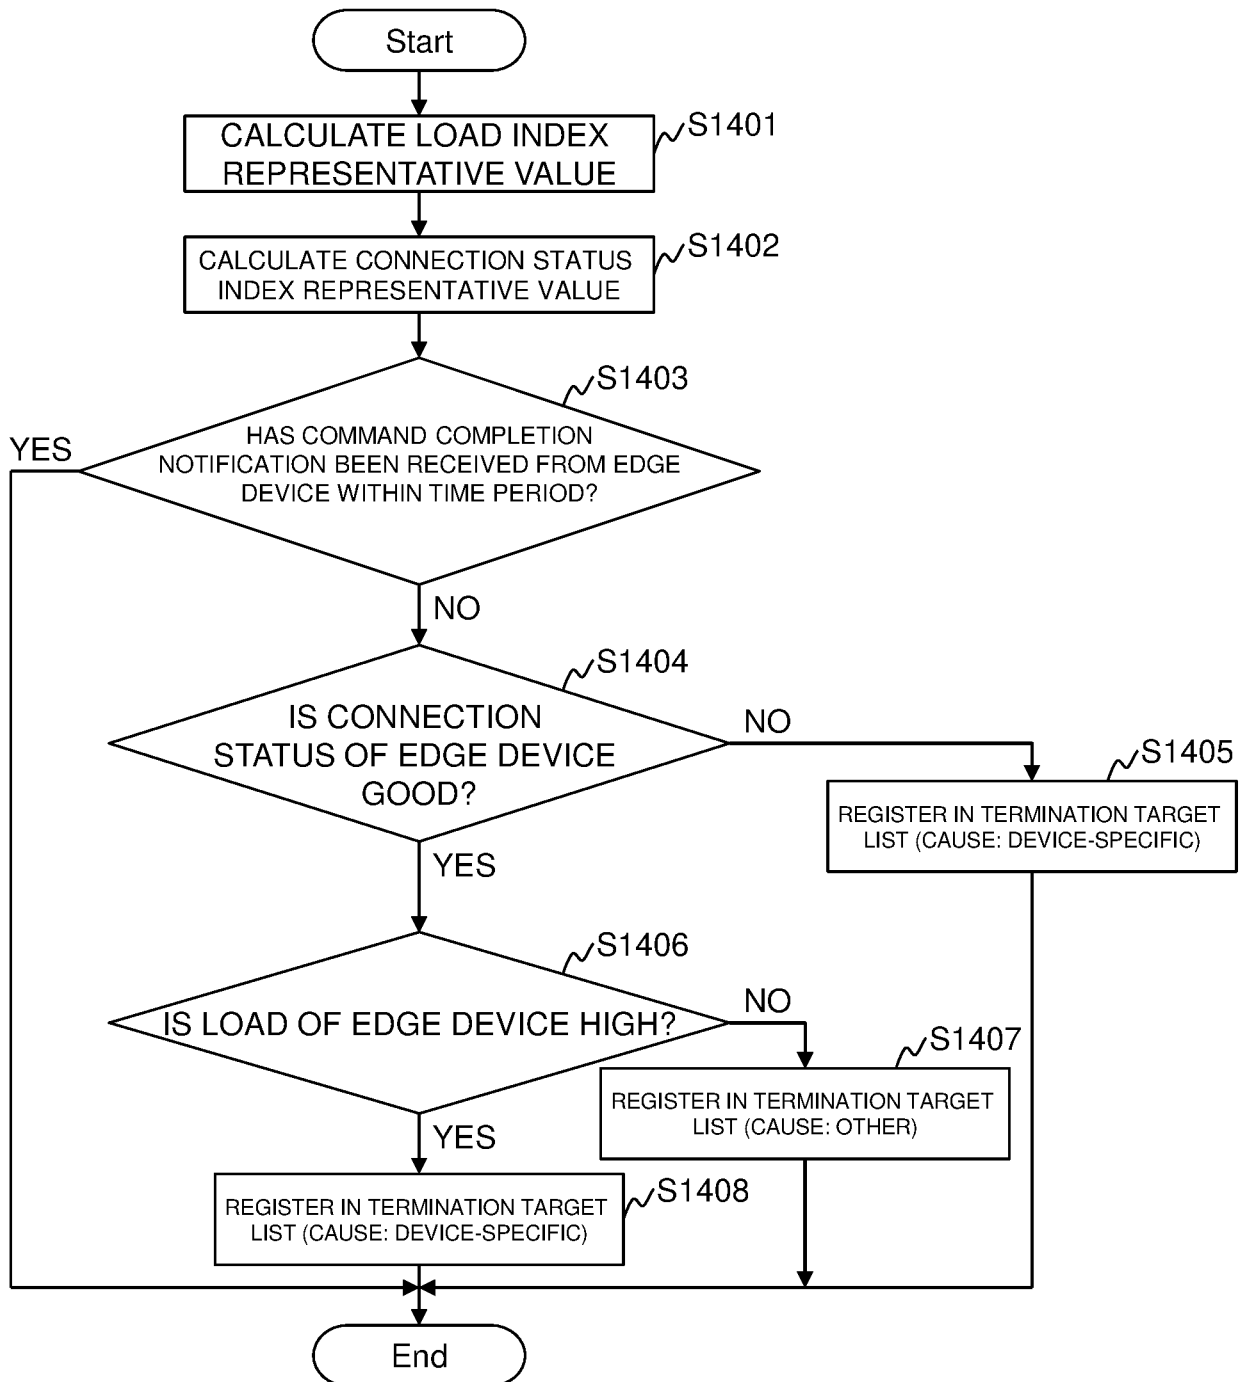 Start
CALCULATE LOAD INDEX
REPRESENTATIVE VALUE
S1401
CALCULATE CONNECTION STATUS
INDEX REPRESENTATIVE VALUE
S1402
S1403
HAS COMMAND COMPLETION
NOTIFICATION BEEN RECEIVED FROM EDGE
DEVICE WITHIN TIME PERIOD?
YES
NO
S1404
IS CONNECTION
STATUS OF EDGE DEVICE
GOOD?
NO
S1405
REGISTER IN TERMINATION TARGET
LIST (CAUSE: DEVICE-SPECIFIC)
YES
S1406
IS LOAD OF EDGE DEVICE HIGH?
NO
S1407
REGISTER IN TERMINATION TARGET
LIST (CAUSE: OTHER)
YES
S1408
REGISTER IN TERMINATION TARGET
LIST (CAUSE: DEVICE-SPECIFIC)
End